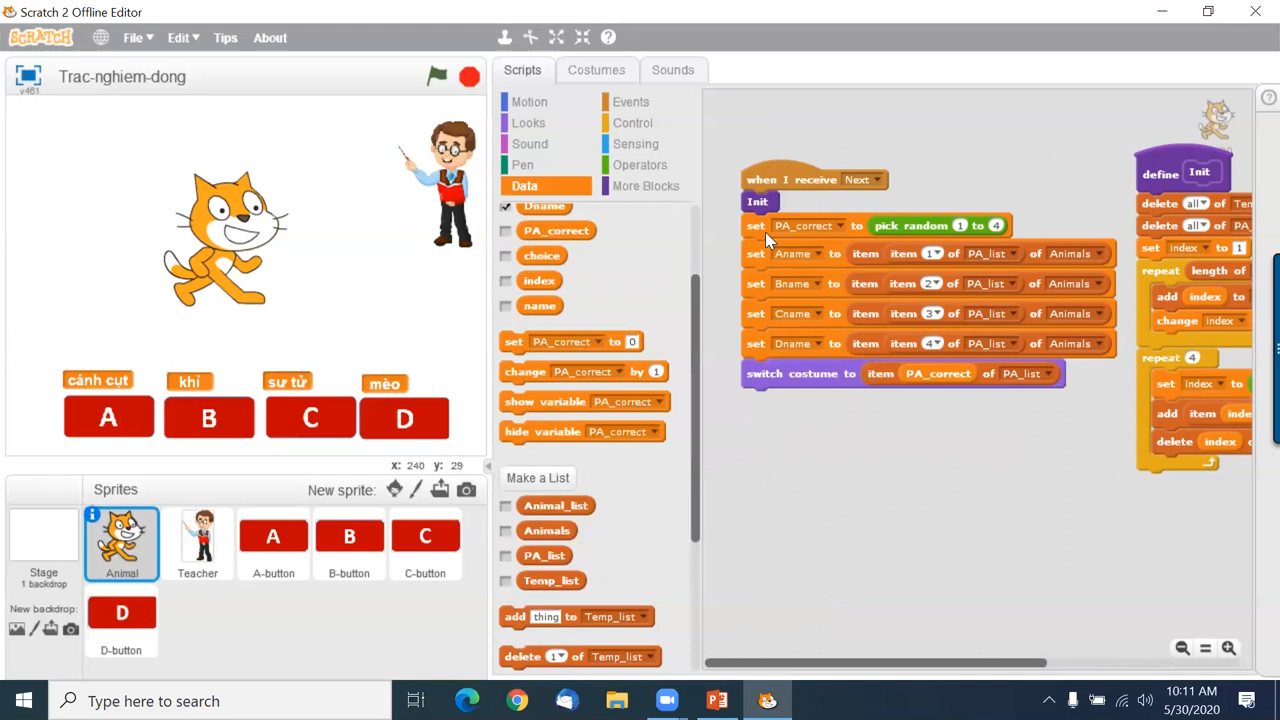 Scratch 2 Offline Editor
SCRATCH File Edit Tips About
Trac-nghiem-dong
v461
Scripts Costumes Sounds
Motion Events
Looks Control
Sound Sensing
Pen Operators
Data More Blocks
Dname
PA_correct
choice
index
name
set PA_correct to 0
change PA_correct by 1
show variable PA_correct
hide variable PA_correct
Make a List
Animal_list
Animals
PA_list
Temp_list
add thing to Temp_list
delete 1 of Temp_list
when I receive Next
Init
set PA_correct to pick random 1 to 4
set Aname to item item 1 of PA_list of Animals
set Bname to item item 2 of PA_list of Animals
set Cname to item item 3 of PA_list of Animals
set Dname to item item 4 of PA_list of Animals
switch costume to item PA_correct of PA_list
define Init
delete all of Tem
delete all of PA_
set index to 1
repeat length of
add index to
change index
repeat 4
set index to
add item inde
delete index o
cánh cụt khỉ sư tử mèo
A B C D
x: 240 y: 29
Sprites New sprite:
Stage
1 backdrop
New backdrop:
Animal
Teacher
A
A-button
B
B-button
C
C-button
D
D-button
Type here to search
10:11 AM
5/30/2020